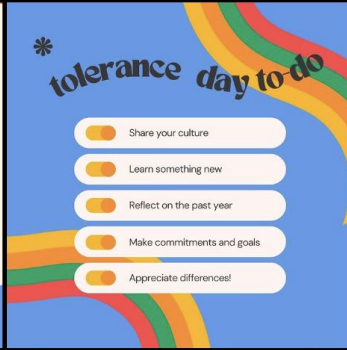 tolerance day to-do
Share your culture
Learn something new
Reflect on the past year
Make commitments and goals
Appreciate differences!